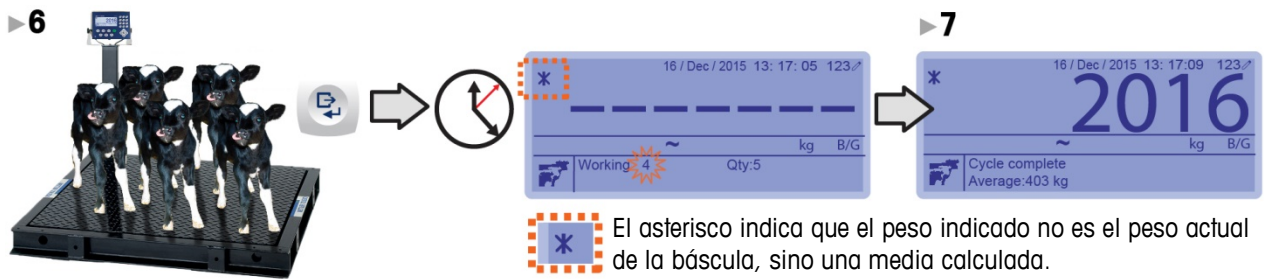 ▶6
▶7
16 / Dec / 2015 13: 17: 05 123
*
– – – – – – –
~ kg B/G
Working 4 Qty:5
16 / Dec / 2015 13: 17:09 123
*
2016
~ kg B/G
Cycle complete
Average:403 kg
* El asterisco indica que el peso indicado no es el peso actual
de la báscula, sino una media calculada.